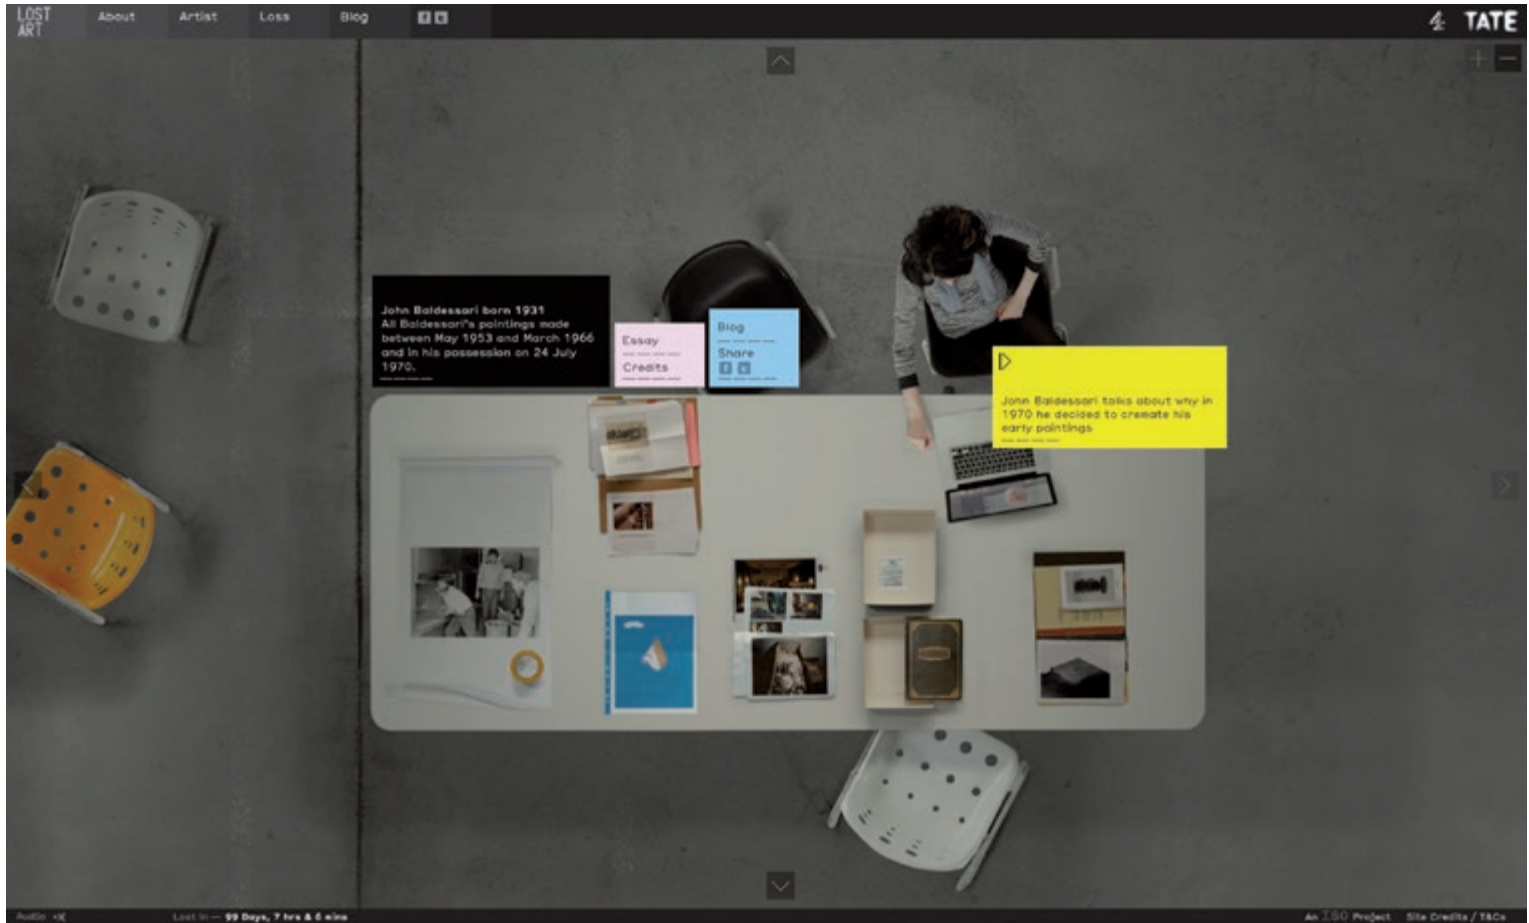 LOST
ART
About
Artist
Loss
Blog
TATE
John Baldessari born 1931
All Baldessari's paintings made
between May 1953 and March 1966
and in his possession on 24 July
1970.
Essay
Credits
Blog
Share
John Baldessari talks about why in
1970 he decided to cremate his
early paintings
Audio
Lost in — 99 Days, 7 hrs & 6 mins
An ISO Project
Site Credits / T&Cs